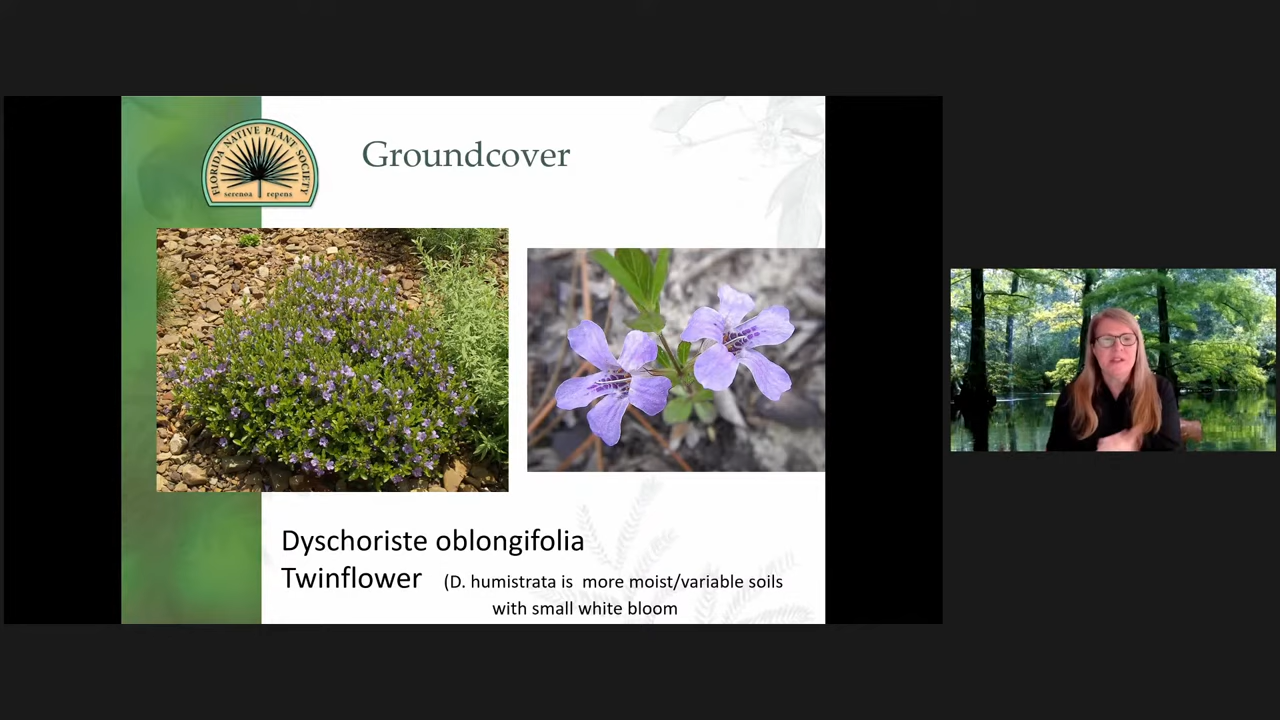 FLORIDA NATIVE PLANT SOCIETY
serenoa repens
Groundcover
Dyschoriste oblongifolia
Twinflower (D. humistrata is more moist/variable soils
with small white bloom